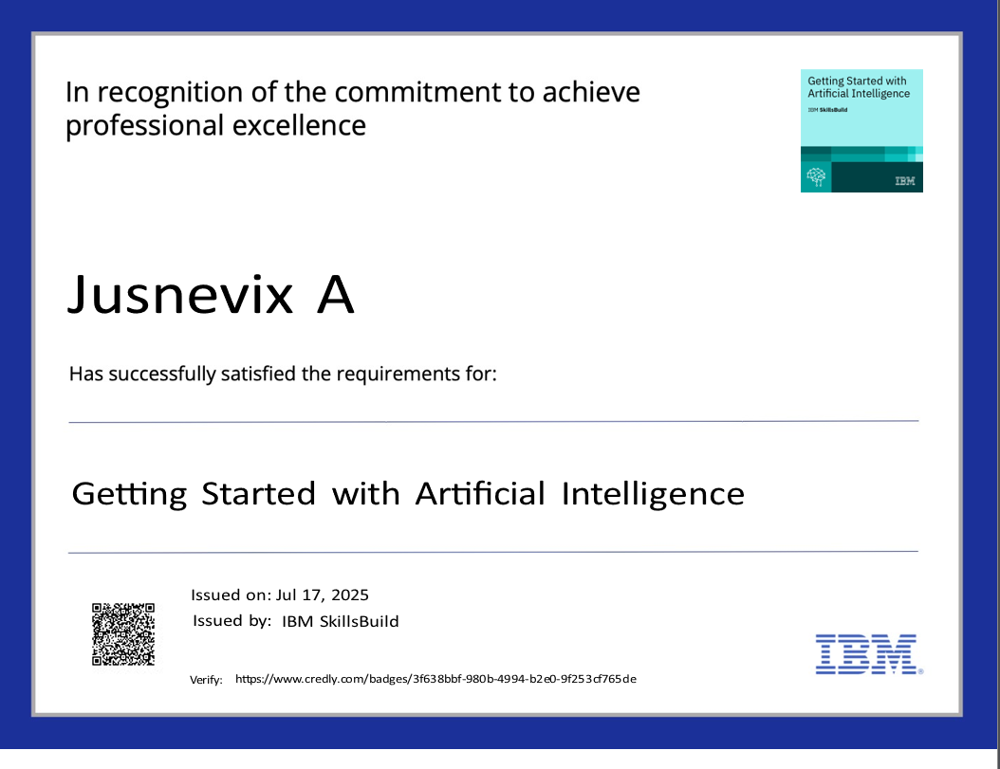 In recognition of the commitment to achieve
professional excellence
Getting Started with
Artificial Intelligence
IBM SkillsBuild
IBM
Jusnevix A
Has successfully satisfied the requirements for:
Getting Started with Artificial Intelligence
Issued on: Jul 17, 2025
Issued by: IBM SkillsBuild
Verify: https://www.credly.com/badges/3f638bbf-980b-4994-b2e0-9f253cf765de
IBM®